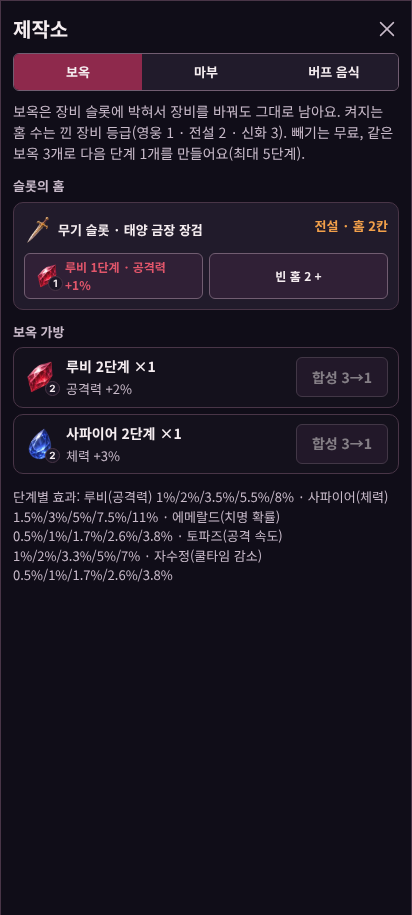 제작소
보옥
마부
버프 음식
보옥은 장비 슬롯에 박혀서 장비를 바꿔도 그대로 남아요. 켜지는
홈 수는 낀 장비 등급(영웅 1 · 전설 2 · 신화 3). 빼기는 무료, 같은
보옥 3개로 다음 단계 1개를 만들어요(최대 5단계).
슬롯의 홈
무기 슬롯 · 태양 금장 장검
전설 · 홈 2칸
1
루비 1단계 · 공격력
+1%
빈 홈 2 +
보옥 가방
2
루비 2단계 ×1
공격력 +2%
합성 3→1
2
사파이어 2단계 ×1
체력 +3%
합성 3→1
단계별 효과: 루비(공격력) 1%/2%/3.5%/5.5%/8% · 사파이어(체력)
1.5%/3%/5%/7.5%/11% · 에메랄드(치명 확률)
0.5%/1%/1.7%/2.6%/3.8% · 토파즈(공격 속도)
1%/2%/3.3%/5%/7% · 자수정(쿨타임 감소)
0.5%/1%/1.7%/2.6%/3.8%